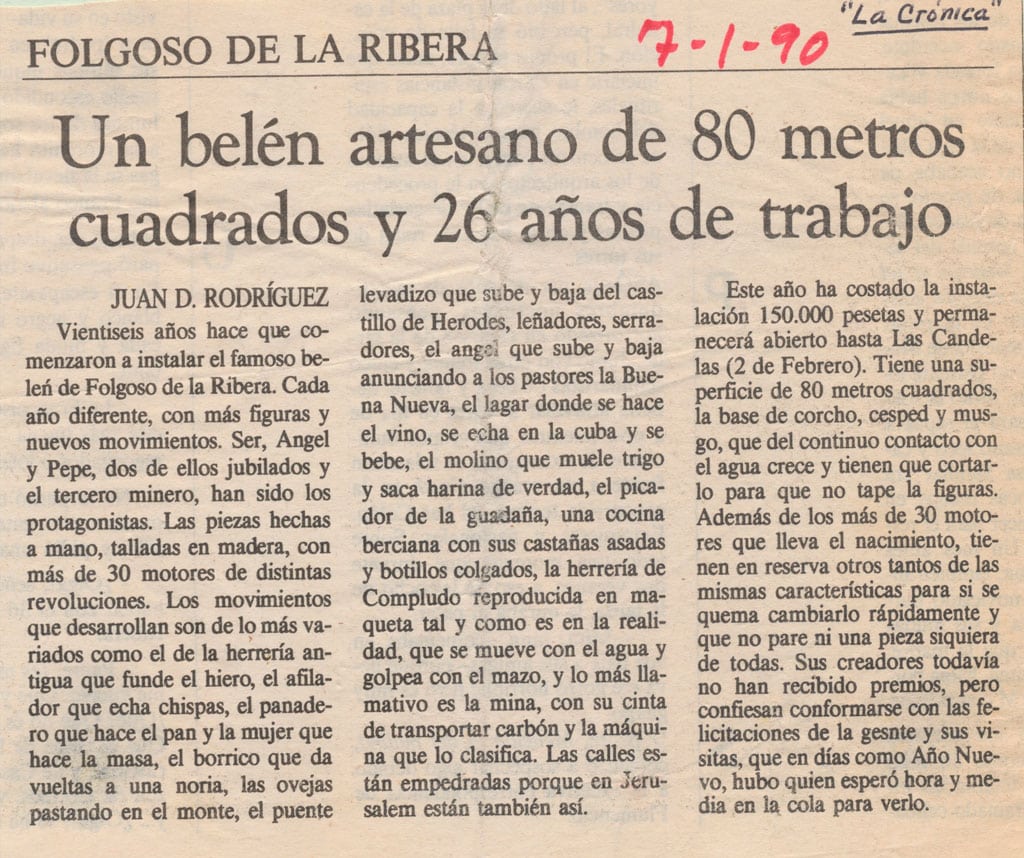 "La Crónica"
FOLGOSO DE LA RIBERA
7-1-90
Un belén artesano de 80 metros
cuadrados y 26 años de trabajo
JUAN D. RODRÍGUEZ
Vientiseis años hace que co-
menzaron a instalar el famoso be-
leń de Folgoso de la Ribera. Cada
año diferente, con más figuras y
nuevos movimientos. Ser, Angel
y Pepe, dos de ellos jubilados y
el tercero minero, han sido los
protagonistas. Las piezas hechas
a mano, talladas en madera, con
más de 30 motores de distintas
revoluciones. Los movimientos
que desarrollan son de lo más va-
riados como el de la herrería an-
tigua que funde el hiero, el afila-
dor que echa chispas, el panade-
ro que hace el pan y la mujer que
hace la masa, el borrico que da
vueltas a una noria, las ovejas
pastando en el monte, el puente
levadizo que sube y baja del cas-
tillo de Herodes, leñadores, serra-
dores, el angel que sube y baja
anunciando a los pastores la Bue-
na Nueva, el lagar donde se hace
el vino, se echa en la cuba y se
bebe, el molino que muele trigo
y saca harina de verdad, el pica-
dor de la guadaña, una cocina
berciana con sus castañas asadas
y botillos colgados, la herrería de
Compludo reproducida en ma-
queta tal y como es en la reali-
dad, que se mueve con el agua y
golpea con el mazo, y lo más lla-
mativo es la mina, con su cinta
de transportar carbón y la máqui-
na que lo clasifica. Las calles es-
tán empedradas porque en Jeru-
salem están también así.
Este año ha costado la insta-
lación 150.000 pesetas y perma-
necerá abierto hasta Las Cande-
las (2 de Febrero). Tiene una su-
perficie de 80 metros cuadrados,
la base de corcho, cesped y mus-
go, que del continuo contacto con
el agua crece y tienen que cortar-
lo para que no tape la figuras.
Además de los más de 30 moto-
res que lleva el nacimiento, tie-
nen en reserva otros tantos de las
mismas características para si se
quema cambiarlo rápidamente y
que no pare ni una pieza siquiera
de todas. Sus creadores todavía
no han recibido premios, pero
confiesan conformarse con las fe-
licitaciones de la gesnte y sus vi-
sitas, que en días como Año Nue-
vo, hubo quien esperó hora y me-
dia en la cola para verlo.